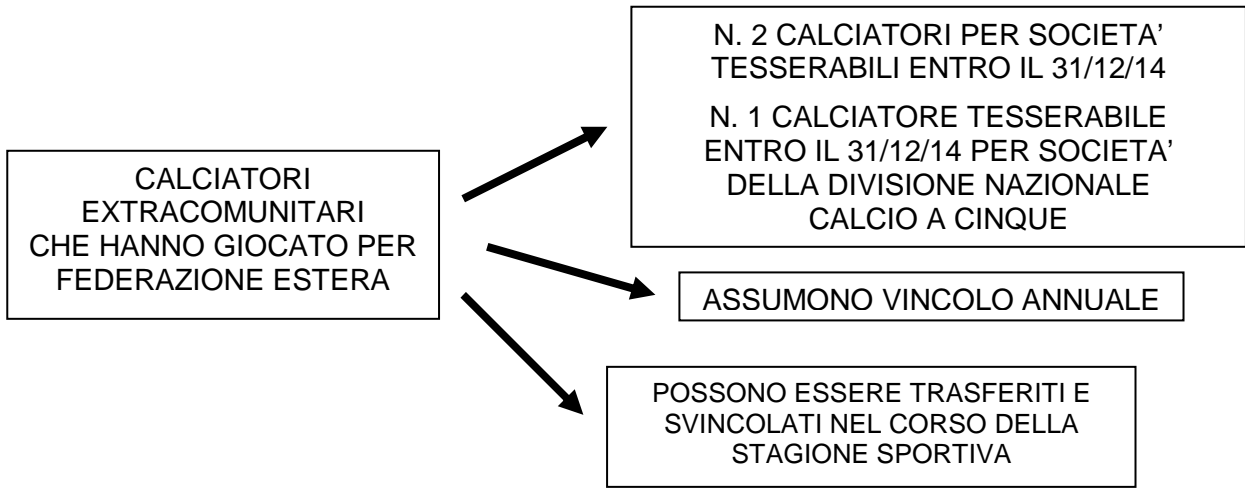 CALCIATORI
EXTRACOMUNITARI
CHE HANNO GIOCATO PER
FEDERAZIONE ESTERA
N. 2 CALCIATORI PER SOCIETA’
TESSERABILI ENTRO IL 31/12/14
N. 1 CALCIATORE TESSERABILE
ENTRO IL 31/12/14 PER SOCIETA’
DELLA DIVISIONE NAZIONALE
CALCIO A CINQUE
ASSUMONO VINCOLO ANNUALE
POSSONO ESSERE TRASFERITI E
SVINCOLATI NEL CORSO DELLA
STAGIONE SPORTIVA